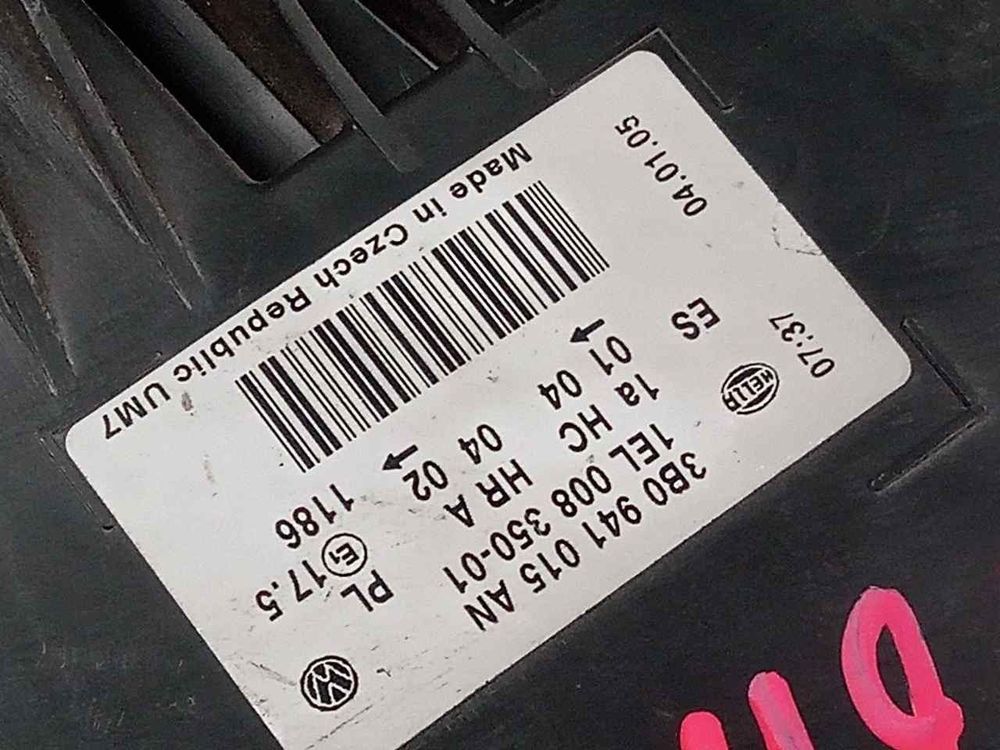 HELLA
07:37
3B0 941 015 AN
1EL 008 350-01
1a HC HR A PL
ES
01 04 04 02 E1 17.5
1186
04.01.05
Made in Czech Republic UM7